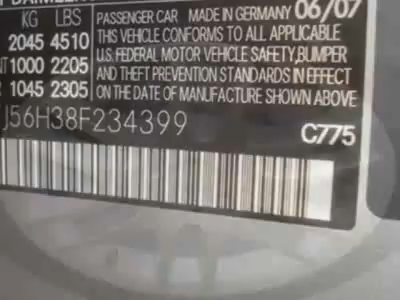 PASSENGER CAR MADE IN GERMANY 06/07
KG LBS
2045 4510
1000 2205
1045 2305
THIS VEHICLE CONFORMS TO ALL APPLICABLE
U.S. FEDERAL MOTOR VEHICLE SAFETY, BUMPER
AND THEFT PREVENTION STANDARDS IN EFFECT
ON THE DATE OF MANUFACTURE SHOWN ABOVE.
J56H38F234399
C775